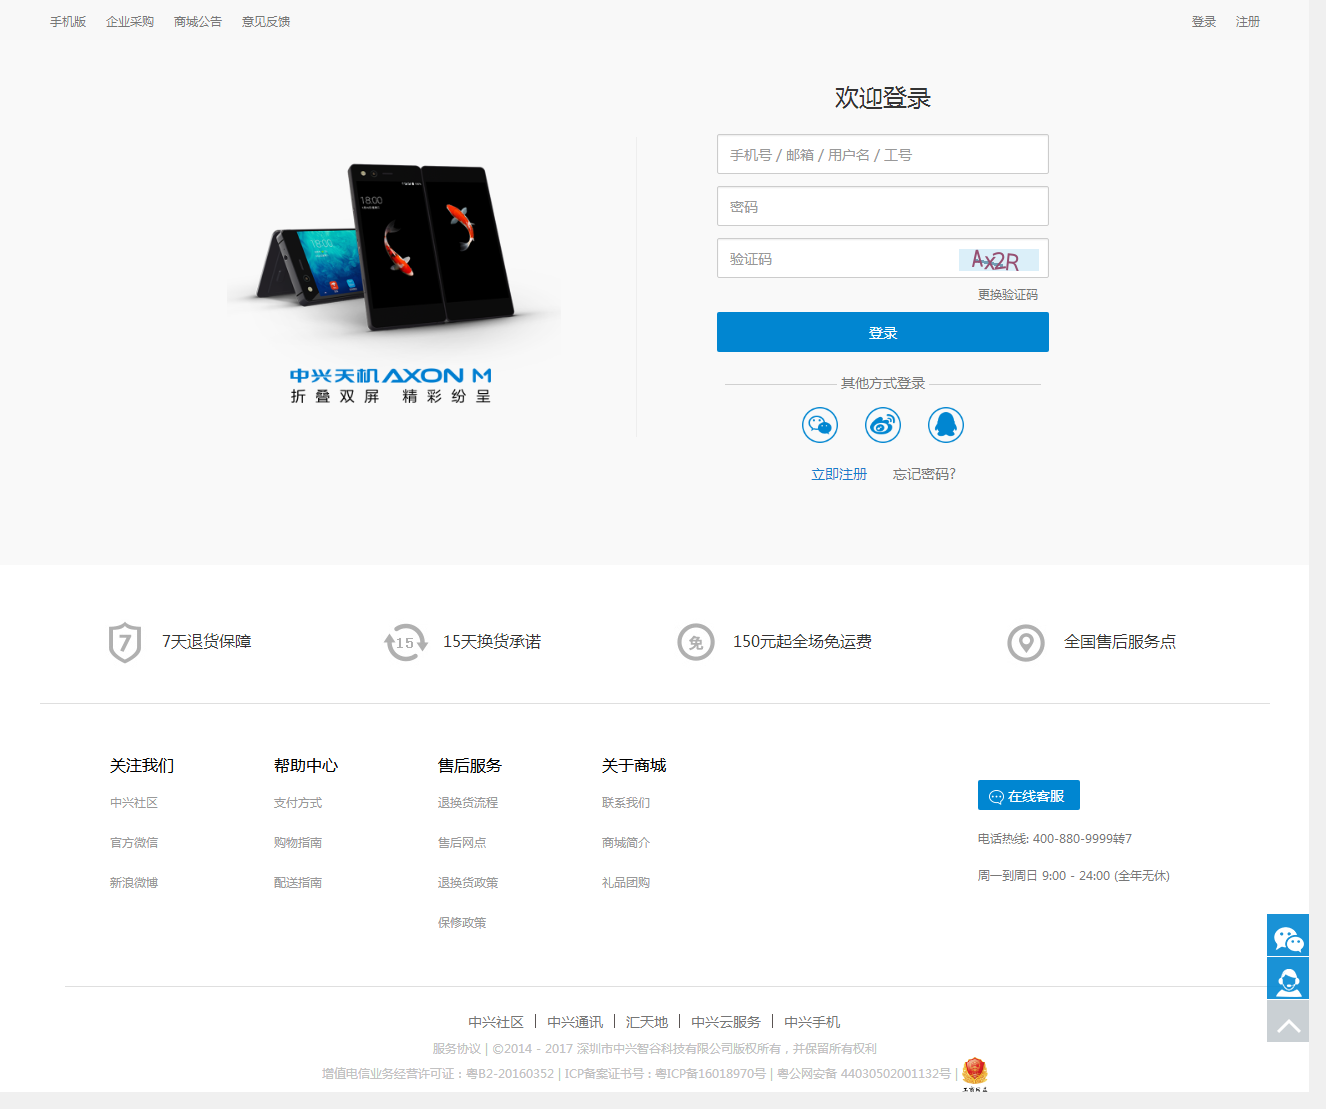 手机版 企业采购 商城公告 意见反馈 登录 注册
欢迎登录
手机号 / 邮箱 / 用户名 / 工号
密码
验证码 Ax2R
更换验证码
登录
其他方式登录
立即注册 忘记密码?
18:00
18:00
中兴天机AXON M
折叠双屏 精彩纷呈
7 7天退货保障 15 15天换货承诺 免 150元起全场免运费 全国售后服务点
关注我们 帮助中心 售后服务 关于商城
中兴社区 支付方式 退换货流程 联系我们
官方微信 购物指南 售后网点 商城简介
新浪微博 配送指南 退换货政策 礼品团购
保修政策
在线客服
电话热线: 400-880-9999转7
周一到周日 9:00 - 24:00 (全年无休)
中兴社区 | 中兴通讯 | 汇天地 | 中兴云服务 | 中兴手机
服务协议 | ©2014 - 2017 深圳市中兴智谷科技有限公司版权所有，并保留所有权利
增值电信业务经营许可证：粤B2-20160352 | ICP备案证书号：粤ICP备16018970号 | 粤公网安备 44030502001132号 |